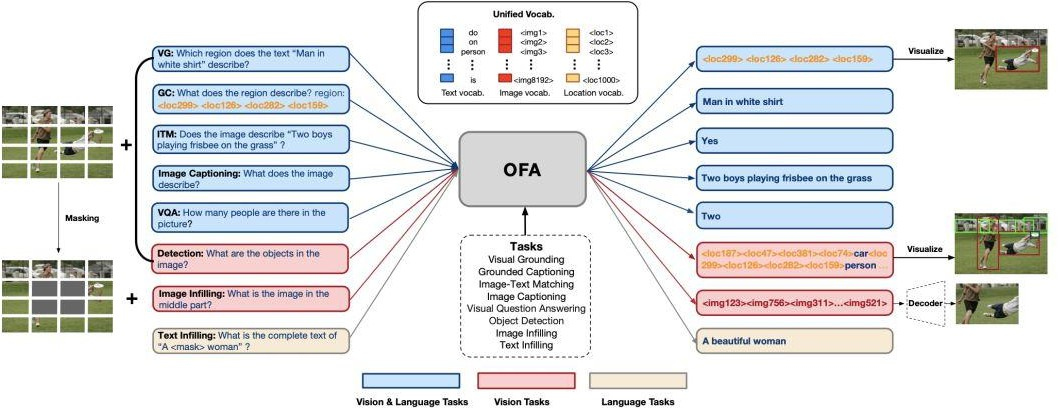 Unified Vocab.
do
on
person
is
Text vocab.
<img1>
<img2>
<img3>
<img8192>
Image vocab.
<loc1>
<loc2>
<loc3>
<loc1000>
Location vocab.
Masking
+
+
VG: Which region does the text "Man in
white shirt" describe?
GC: What does the region describe? region:
<loc299> <loc126> <loc282> <loc159>
ITM: Does the image describe "Two boys
playing frisbee on the grass" ?
Image Captioning: What does the image
describe?
VQA: How many people are there in the
picture?
Detection: What are the objects in the
image?
Image Infilling: What is the image in the
middle part?
Text Infilling: What is the complete text of
"A <mask> woman" ?
OFA
Tasks
Visual Grounding
Grounded Captioning
Image-Text Matching
Image Captioning
Visual Question Answering
Object Detection
Image Infilling
Text Infilling
<loc299> <loc126> <loc282> <loc159>
Visualize
Man in white shirt
Yes
Two boys playing frisbee on the grass
Two
<loc187><loc47><loc381><loc74>car<loc
299><loc126><loc282><loc159>person ...
Visualize
<img123><img756><img311>...<img521>
Decoder
A beautiful woman
Vision & Language Tasks
Vision Tasks
Language Tasks